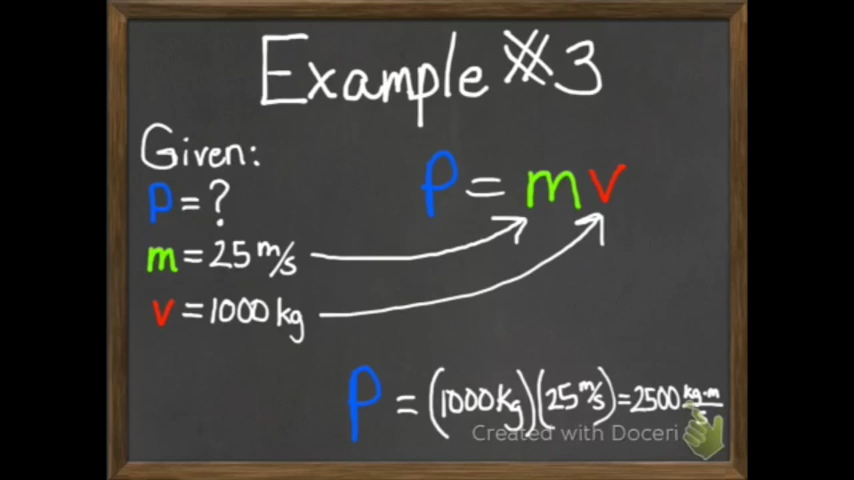 Example #3
Given:
P = ?
P = mv
m = 25 m/s
v = 1000 kg
P = (1000 kg)(25 m/s) = 2500 kg·m/s
Created with Doceri